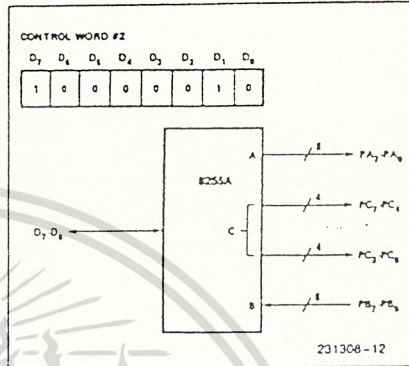 CONTROL WORD #2
D7 D6 D5 D4 D3 D2 D1 D0
1 0 0 0 0 0 1 0
A 8 PA7-PA0
8255A
4 PC7-PC4
D7-D0 C
4 PC3-PC0
B 8 PB7-PB0
231308-12